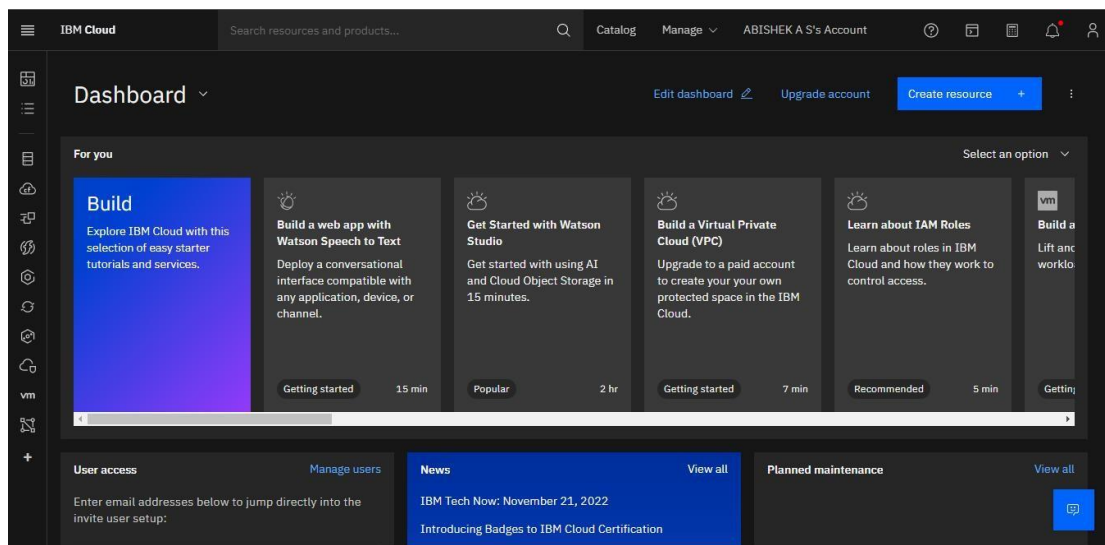 IBM Cloud
Search resources and products...
Catalog
Manage
ABISHEK A S's Account
Dashboard
Edit dashboard
Upgrade account
Create resource +
For you
Select an option
Build
Explore IBM Cloud with this
selection of easy starter
tutorials and services.
Build a web app with
Watson Speech to Text
Deploy a conversational
interface compatible with
any application, device, or
channel.
Getting started
15 min
Get Started with Watson
Studio
Get started with using AI
and Cloud Object Storage in
15 minutes.
Popular
2 hr
Build a Virtual Private
Cloud (VPC)
Upgrade to a paid account
to create your your own
protected space in the IBM
Cloud.
Getting started
7 min
Learn about IAM Roles
Learn about roles in IBM
Cloud and how they work to
control access.
Recommended
5 min
vm
Build a
Lift and
worklo
Getting
vm
User access
Manage users
Enter email addresses below to jump directly into the
invite user setup:
News
View all
IBM Tech Now: November 21, 2022
Introducing Badges to IBM Cloud Certification
Planned maintenance
View all